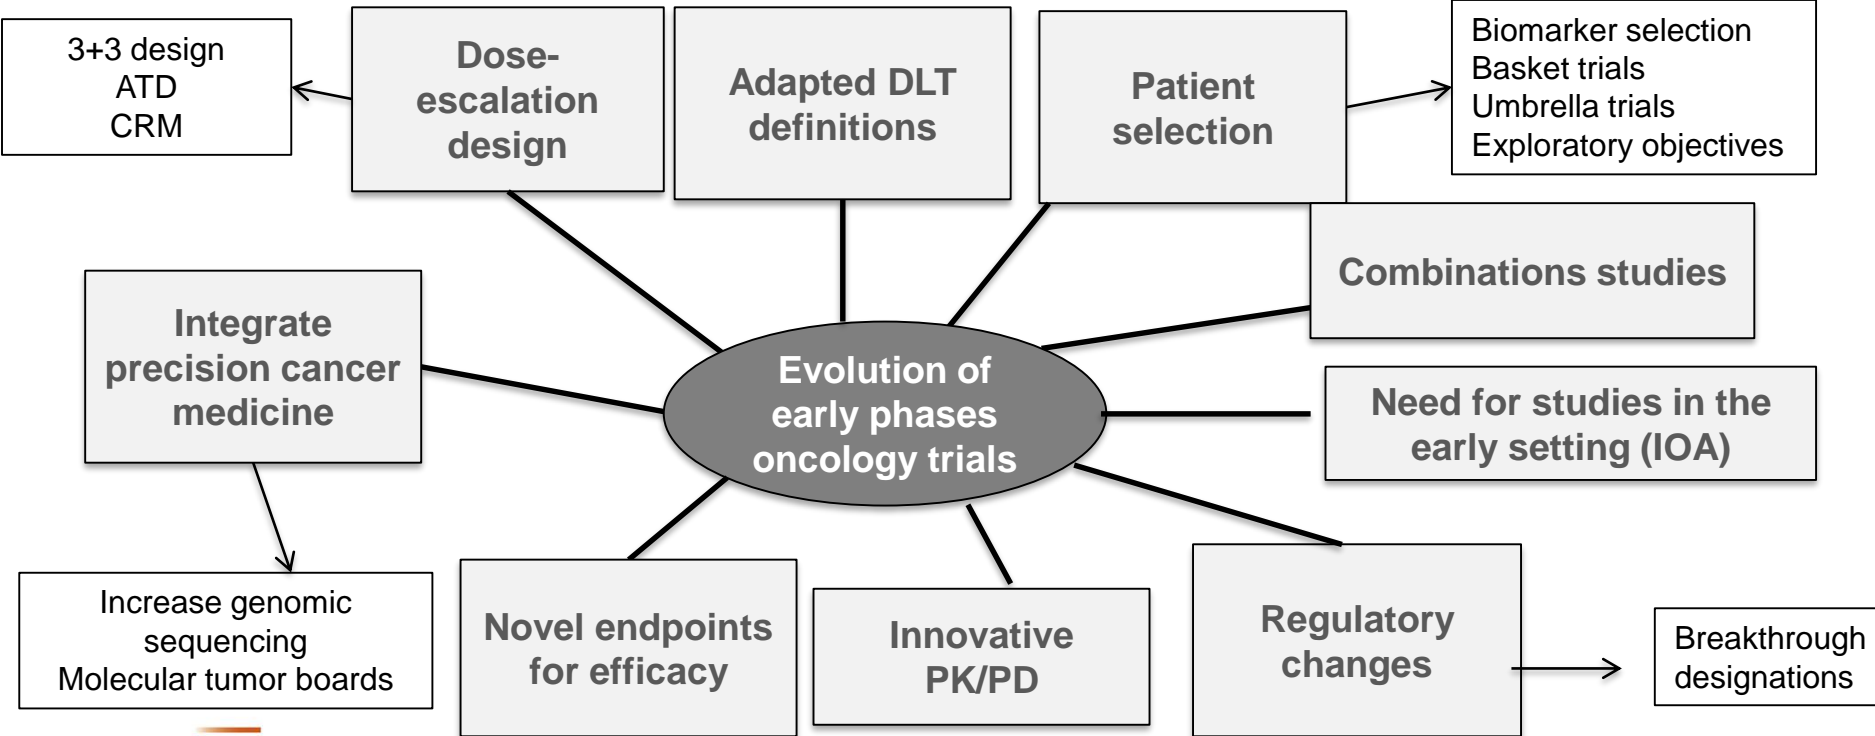 3+3 design
ATD
CRM
Dose-
escalation
design
Adapted DLT
definitions
Patient
selection
Biomarker selection
Basket trials
Umbrella trials
Exploratory objectives
Combinations studies
Integrate
precision cancer
medicine
Evolution of
early phases
oncology trials
Need for studies in the
early setting (IOA)
Increase genomic
sequencing
Molecular tumor boards
Novel endpoints
for efficacy
Innovative
PK/PD
Regulatory
changes
Breakthrough
designations